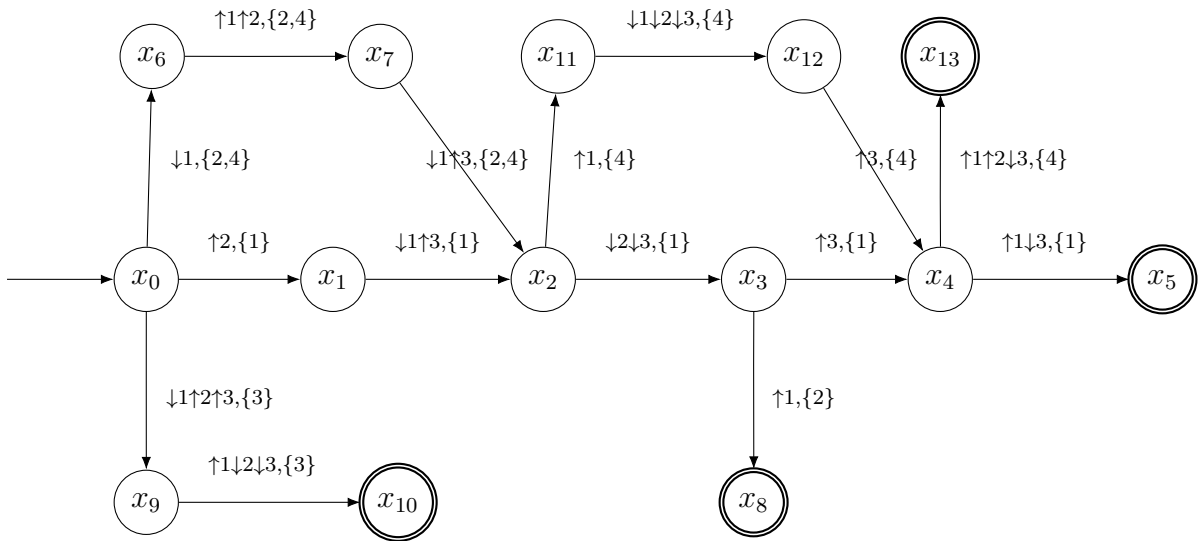 ↑1↑2,{2,4}
↓1↓2↓3,{4}
x6
x7
x11
x12
x13
↓1,{2,4}
↓1↑3,{2,4}
↑1,{4}
↑3,{4}
↑1↑2↓3,{4}
↑2,{1}
↓1↑3,{1}
↓2↓3,{1}
↑3,{1}
↑1↓3,{1}
x0
x1
x2
x3
x4
x5
↓1↑2↑3,{3}
↑1,{2}
↑1↓2↓3,{3}
x9
x10
x8